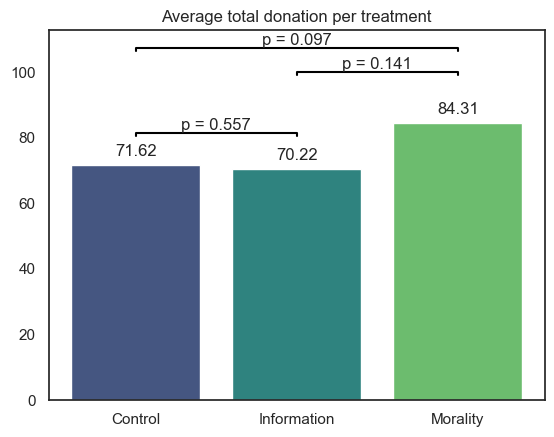 Average total donation per treatment
p = 0.097
100
p = 0.141
84.31
80
p = 0.557
71.62
70.22
60
40
20
0
Control
Information
Morality